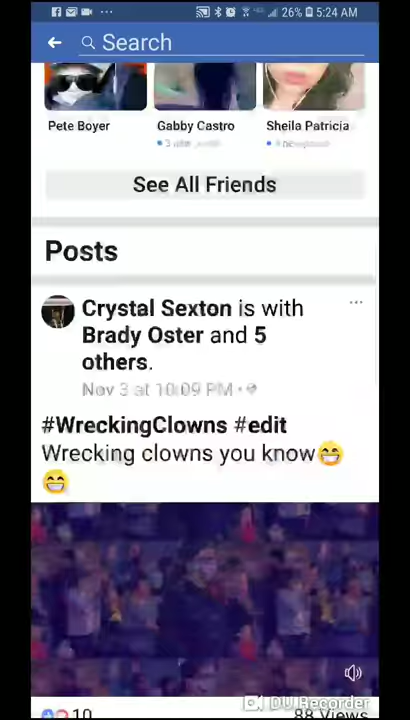 26% 5:24 AM
Search
Pete Boyer Gabby Castro Sheila Patricia
See All Friends
Posts
Crystal Sexton is with
Brady Oster and 5
others.
Nov 3 at 10:09 PM
#WreckingClowns #edit
Wrecking clowns you know😁
😁
DU Recorder
10 88 Views